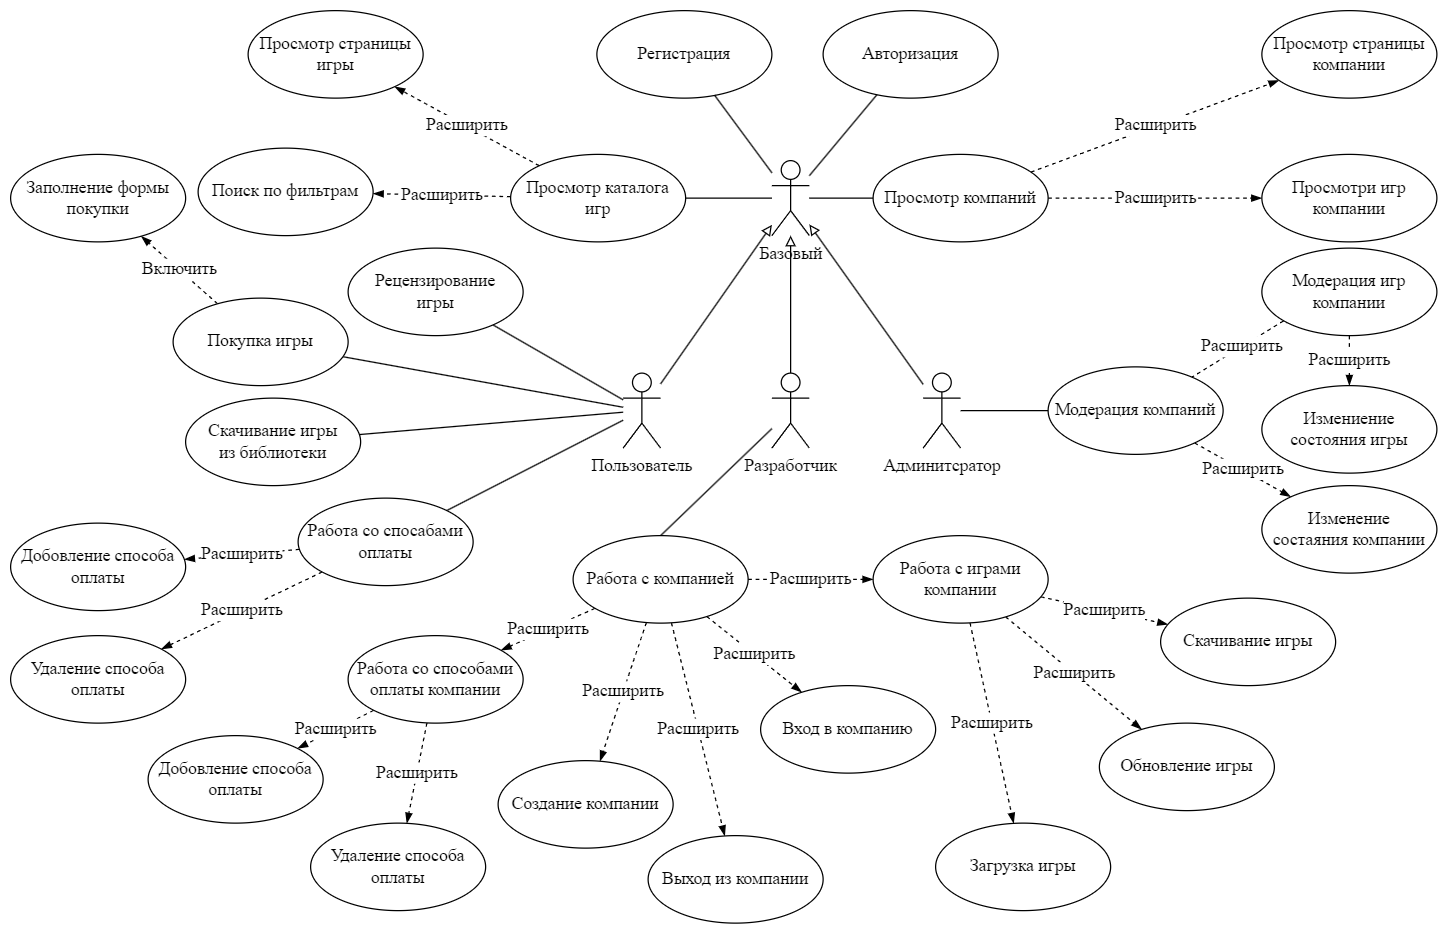 Просмотр страницы
игры
Регистрация
Авторизация
Просмотр страницы
компании
Расширить
Расширить
Заполнение формы
покупки
Поиск по фильтрам
Расширить
Просмотр каталога
игр
Просмотр компаний
Расширить
Просмотри игр
компании
Базовый
Включить
Рецензирование
игры
Модерация игр
компании
Покупка игры
Расширить
Расширить
Скачивание игры
из библиотеки
Пользователь
Разработчик
Админитсратор
Модерация компаний
Измениение
состояния игры
Расширить
Работа со спосабами
оплаты
Изменение
состаяния компании
Добовление способа
оплаты
Расширить
Расширить
Работа с компанией
Расширить
Работа с играми
компании
Расширить
Скачивание игры
Удаление способа
оплаты
Расширить
Работа со способами
оплаты компании
Расширить
Расширить
Расширить
Расширить
Расширить
Расширить
Вход в компанию
Обновление игры
Добовление способа
оплаты
Расширить
Создание компании
Удаление способа
оплаты
Выход из компании
Загрузка игры